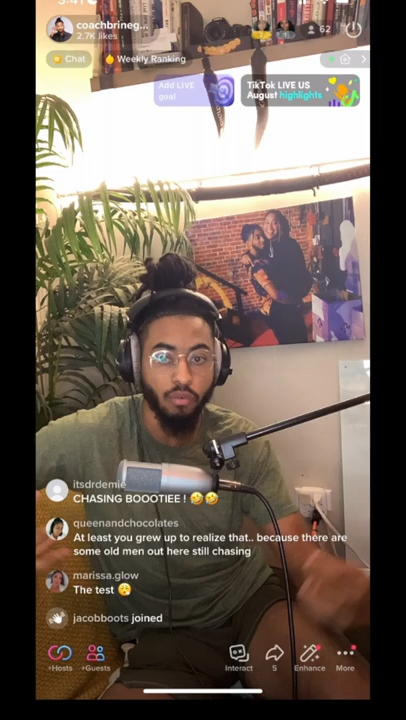 coachbrineg...
2.7K likes
62
Chat
Weekly Ranking
Add LIVE
goal
TikTok LIVE US
August highlights
itsdrdemie
CHASING BOOOTIEE ! 🤣🤣
queenandchocolates
At least you grew up to realize that.. because there are
some old men out here still chasing
marissa.glow
The test 😮‍💨
jacobboots joined
+Hosts
+Guests
Interact
5
Enhance
More